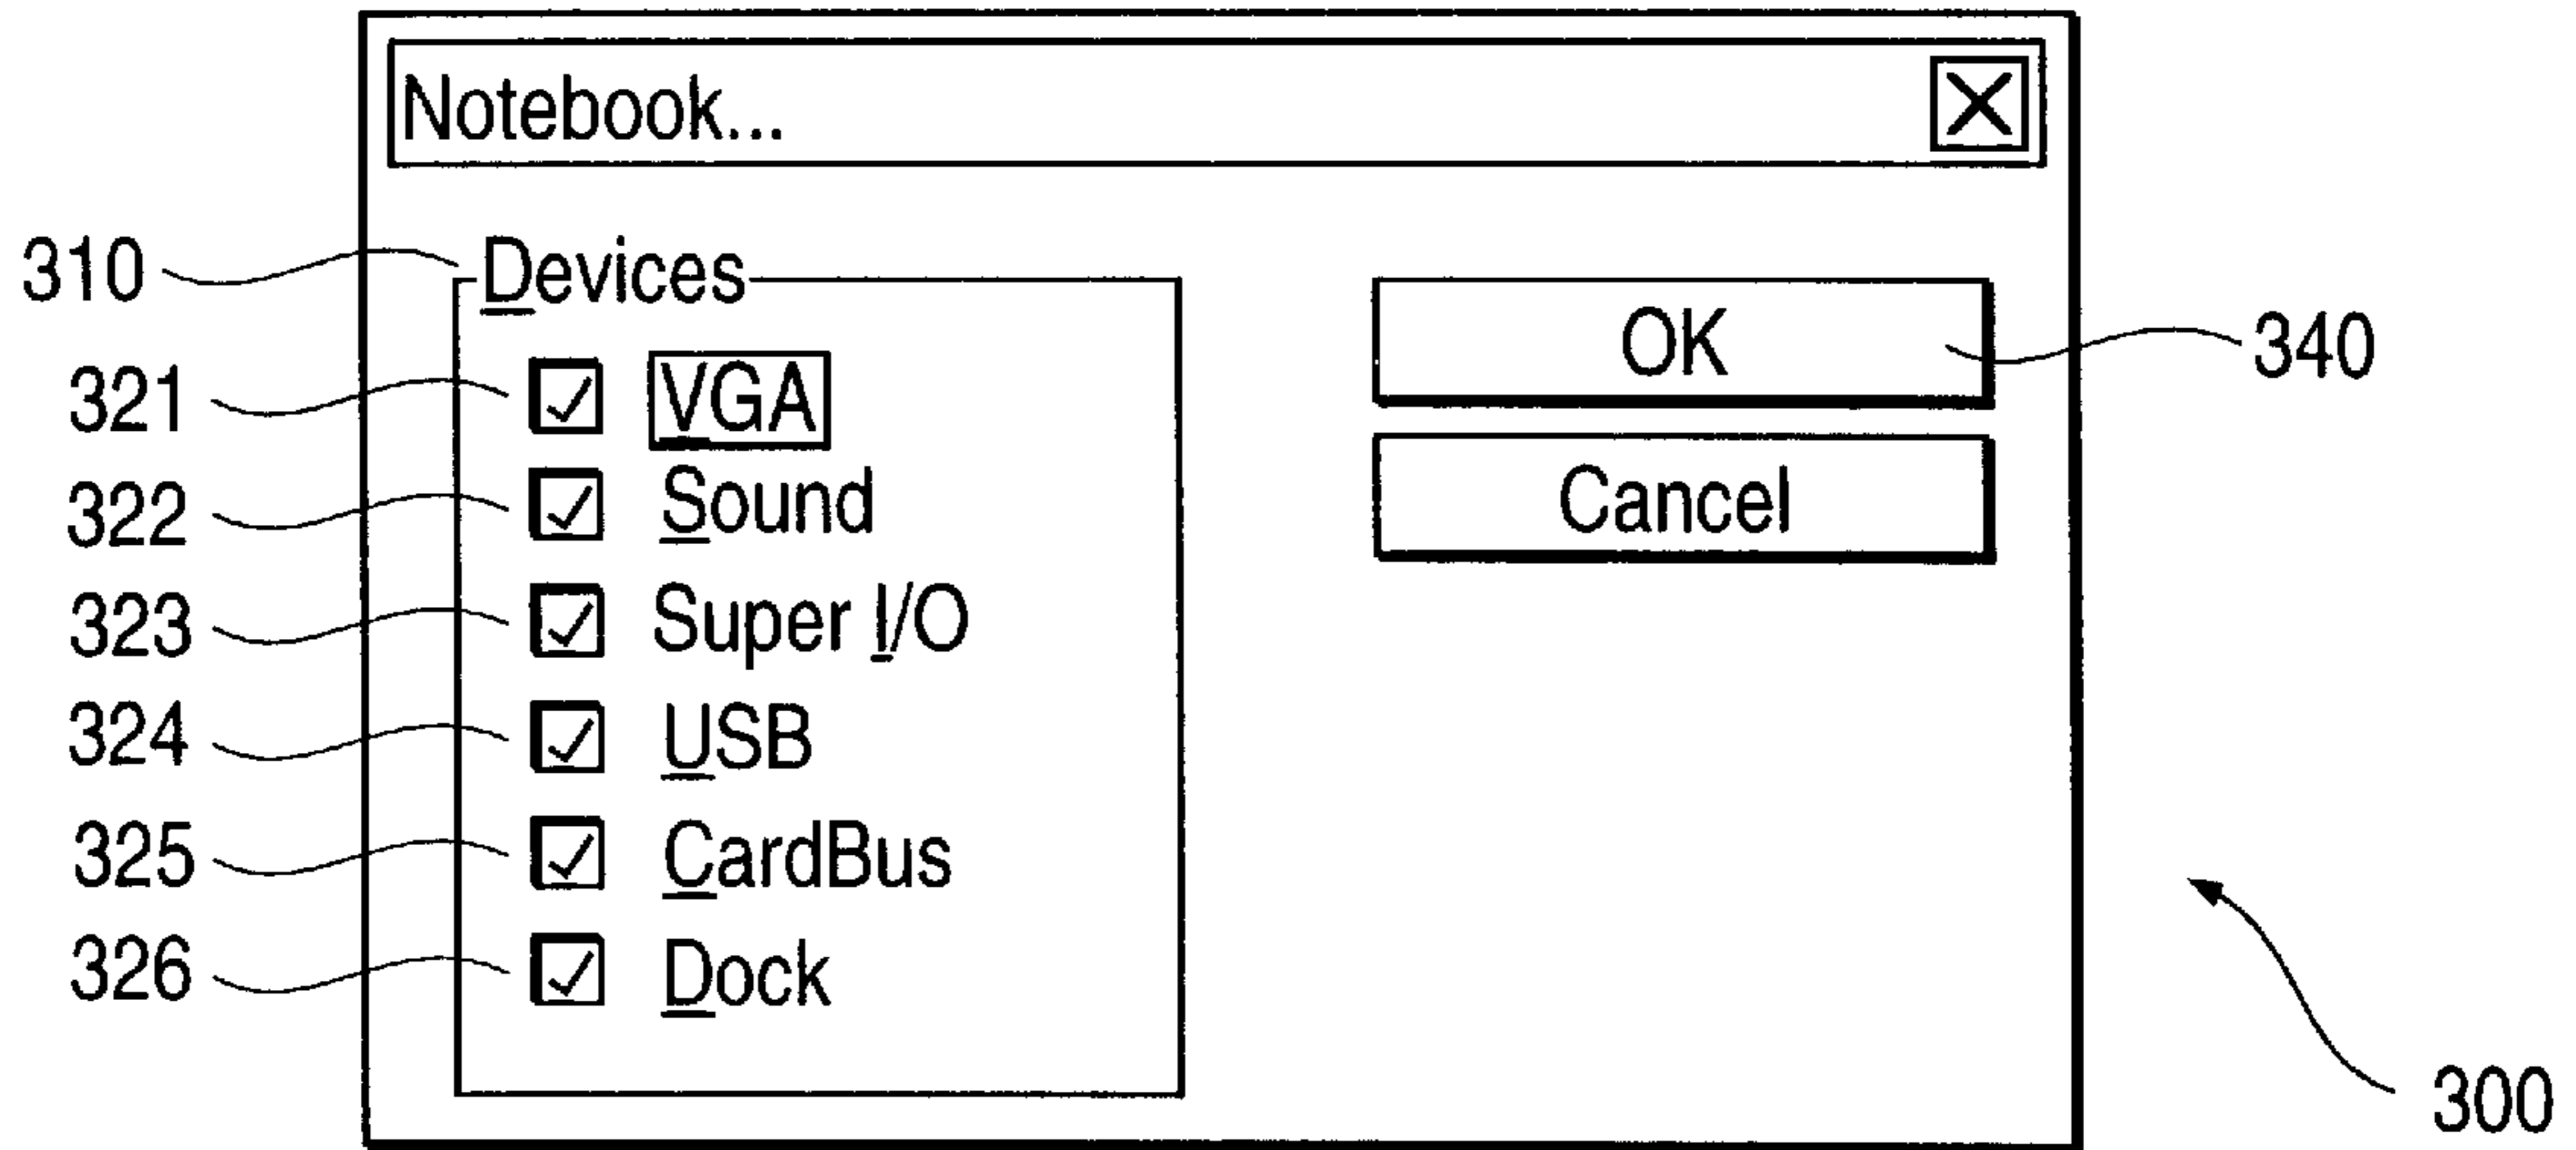 Notebook...
310 Devices
321 VGA
322 Sound
323 Super I/O
324 USB
325 CardBus
326 Dock
OK 340
Cancel
300